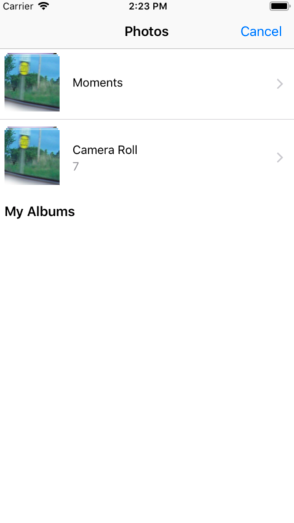 Carrier 2:23 PM
Photos Cancel
Moments
Camera Roll
7
My Albums